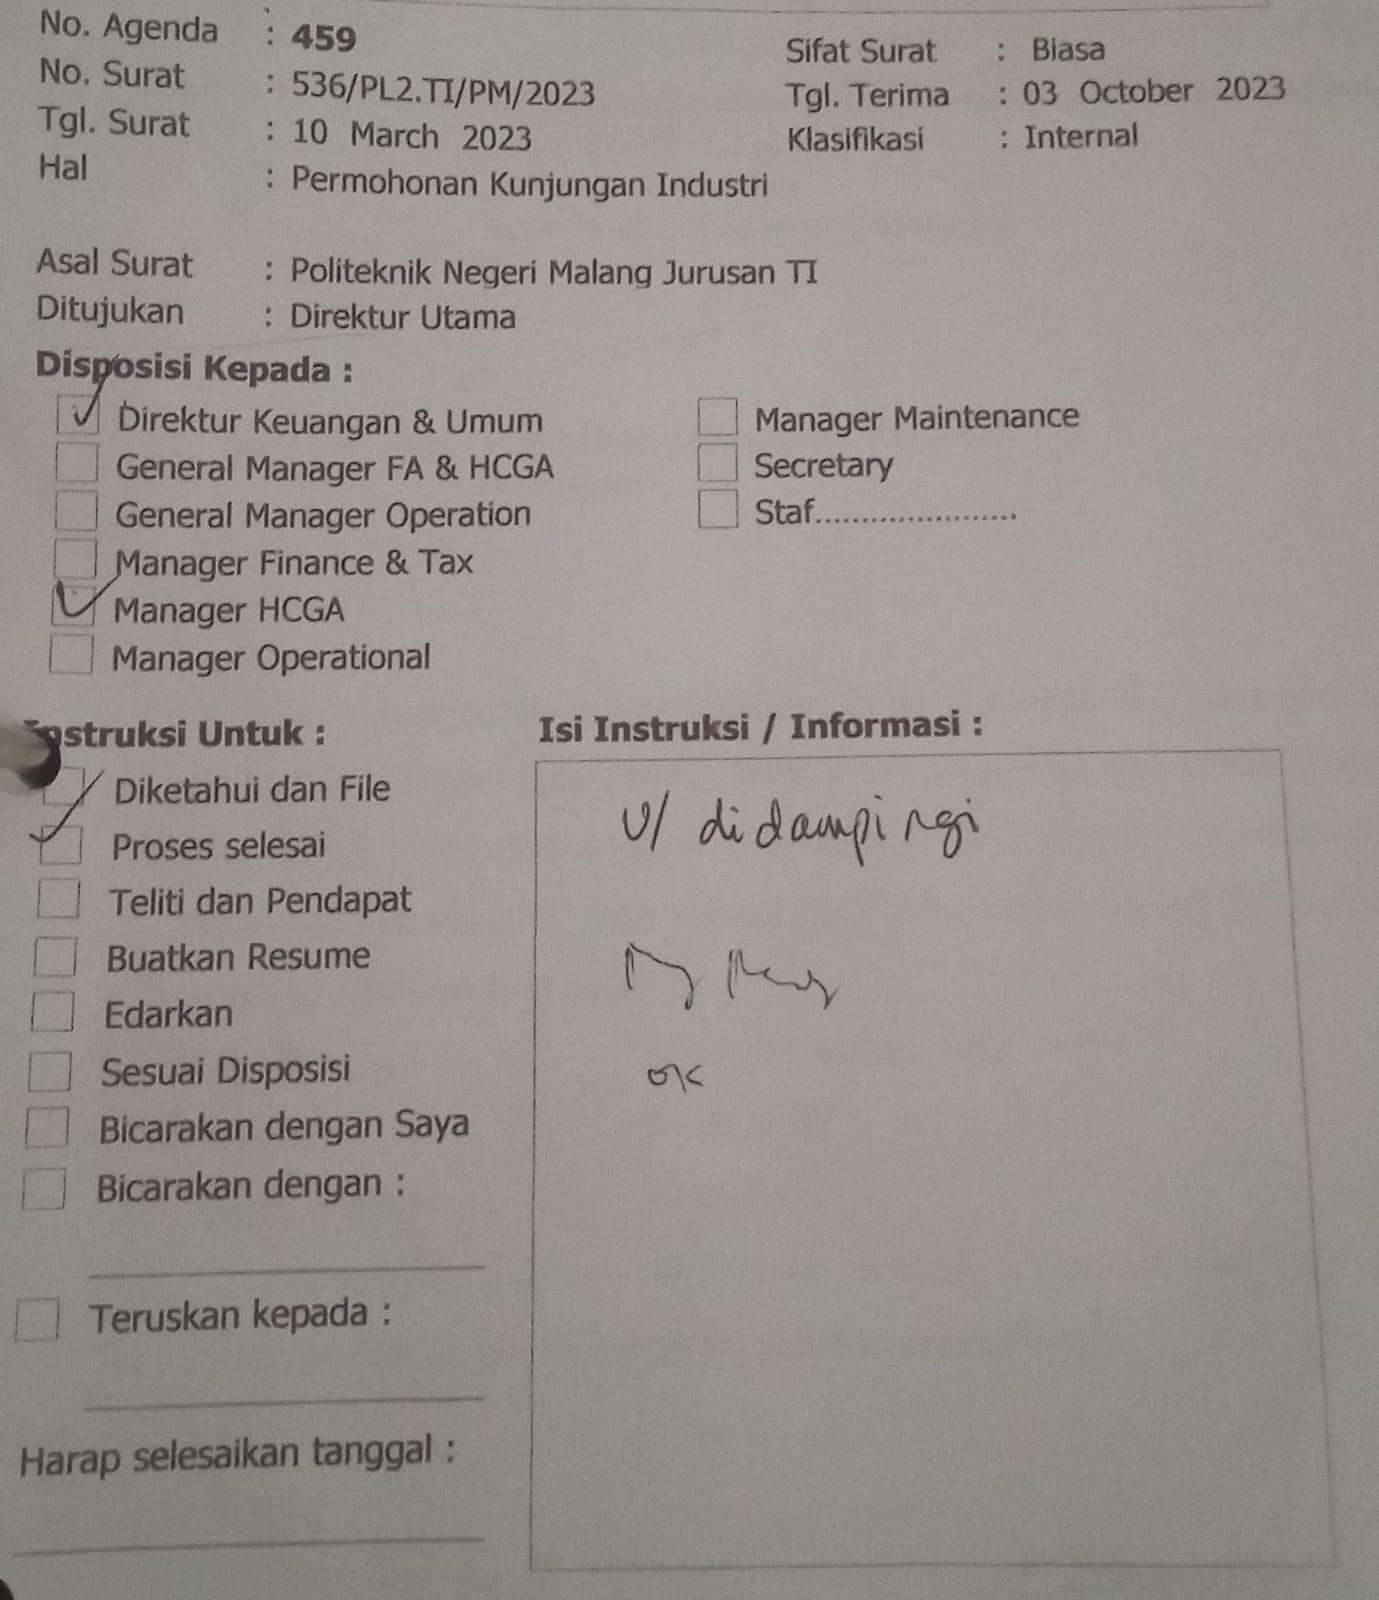 No. Agenda : 459
No. Surat : 536/PL2.TI/PM/2023
Tgl. Surat : 10 March 2023
Hal : Permohonan Kunjungan Industri
Sifat Surat : Biasa
Tgl. Terima : 03 October 2023
Klasifikasi : Internal
Asal Surat : Politeknik Negeri Malang Jurusan TI
Ditujukan : Direktur Utama
Disposisi Kepada :
Direktur Keuangan & Umum
General Manager FA & HCGA
General Manager Operation
Manager Finance & Tax
Manager HCGA
Manager Operational
Manager Maintenance
Secretary
Staf......................
Instruksi Untuk :
Diketahui dan File
Proses selesai
Teliti dan Pendapat
Buatkan Resume
Edarkan
Sesuai Disposisi
Bicarakan dengan Saya
Bicarakan dengan :
Teruskan kepada :
Harap selesaikan tanggal :
Isi Instruksi / Informasi :
U/ didampingi
ok